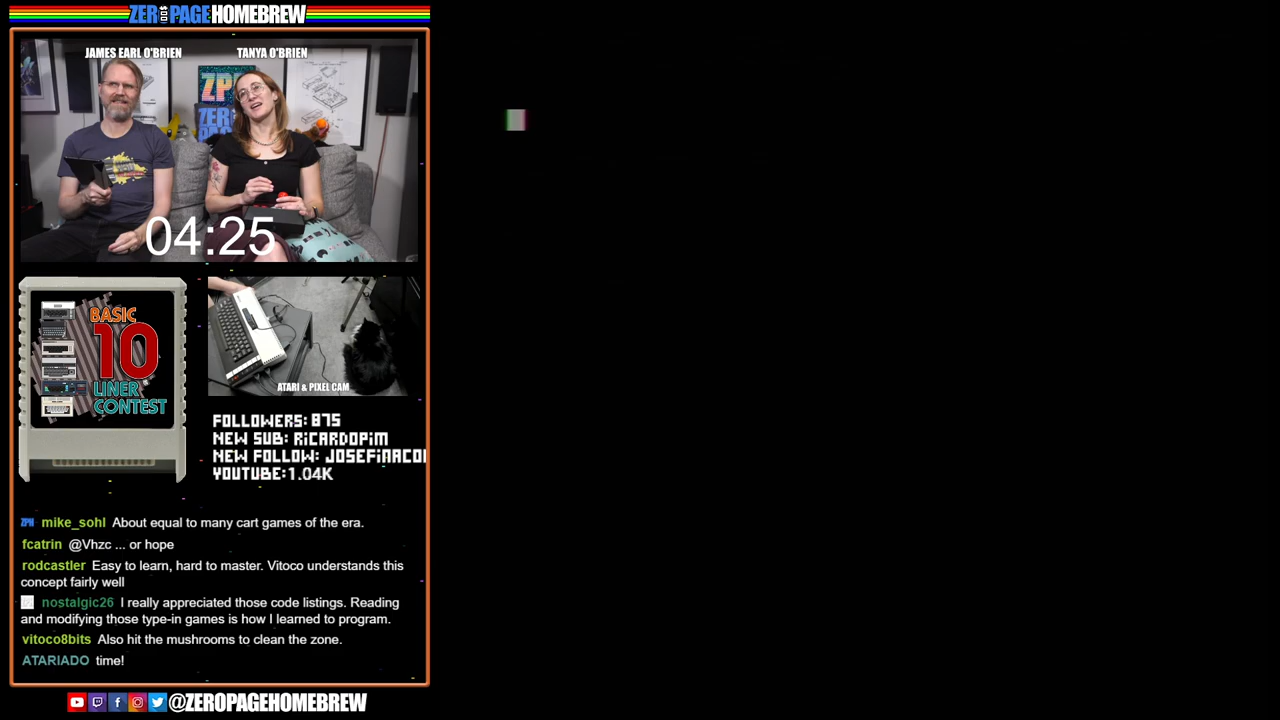 ZERO PAGE HOMEBREW
JAMES EARL O'BRIEN
TANYA O'BRIEN
ZPH
ZERO
04:25
BASIC
10
LINER
CONTEST
ATARI & PIXEL CAM
FOLLOWERS: 875
NEW SUB: RICARDOPIM
NEW FOLLOW: JOSEFINACOI
YOUTUBE:1.04K
ZPH mike_sohl About equal to many cart games of the era.
fcatrin @Vhzc ... or hope
rodcastler Easy to learn, hard to master. Vitoco understands this
concept fairly well
nostalgic26 I really appreciated those code listings. Reading
and modifying those type-in games is how I learned to program.
vitoco8bits Also hit the mushrooms to clean the zone.
ATARIADO time!
@ZEROPAGEHOMEBREW